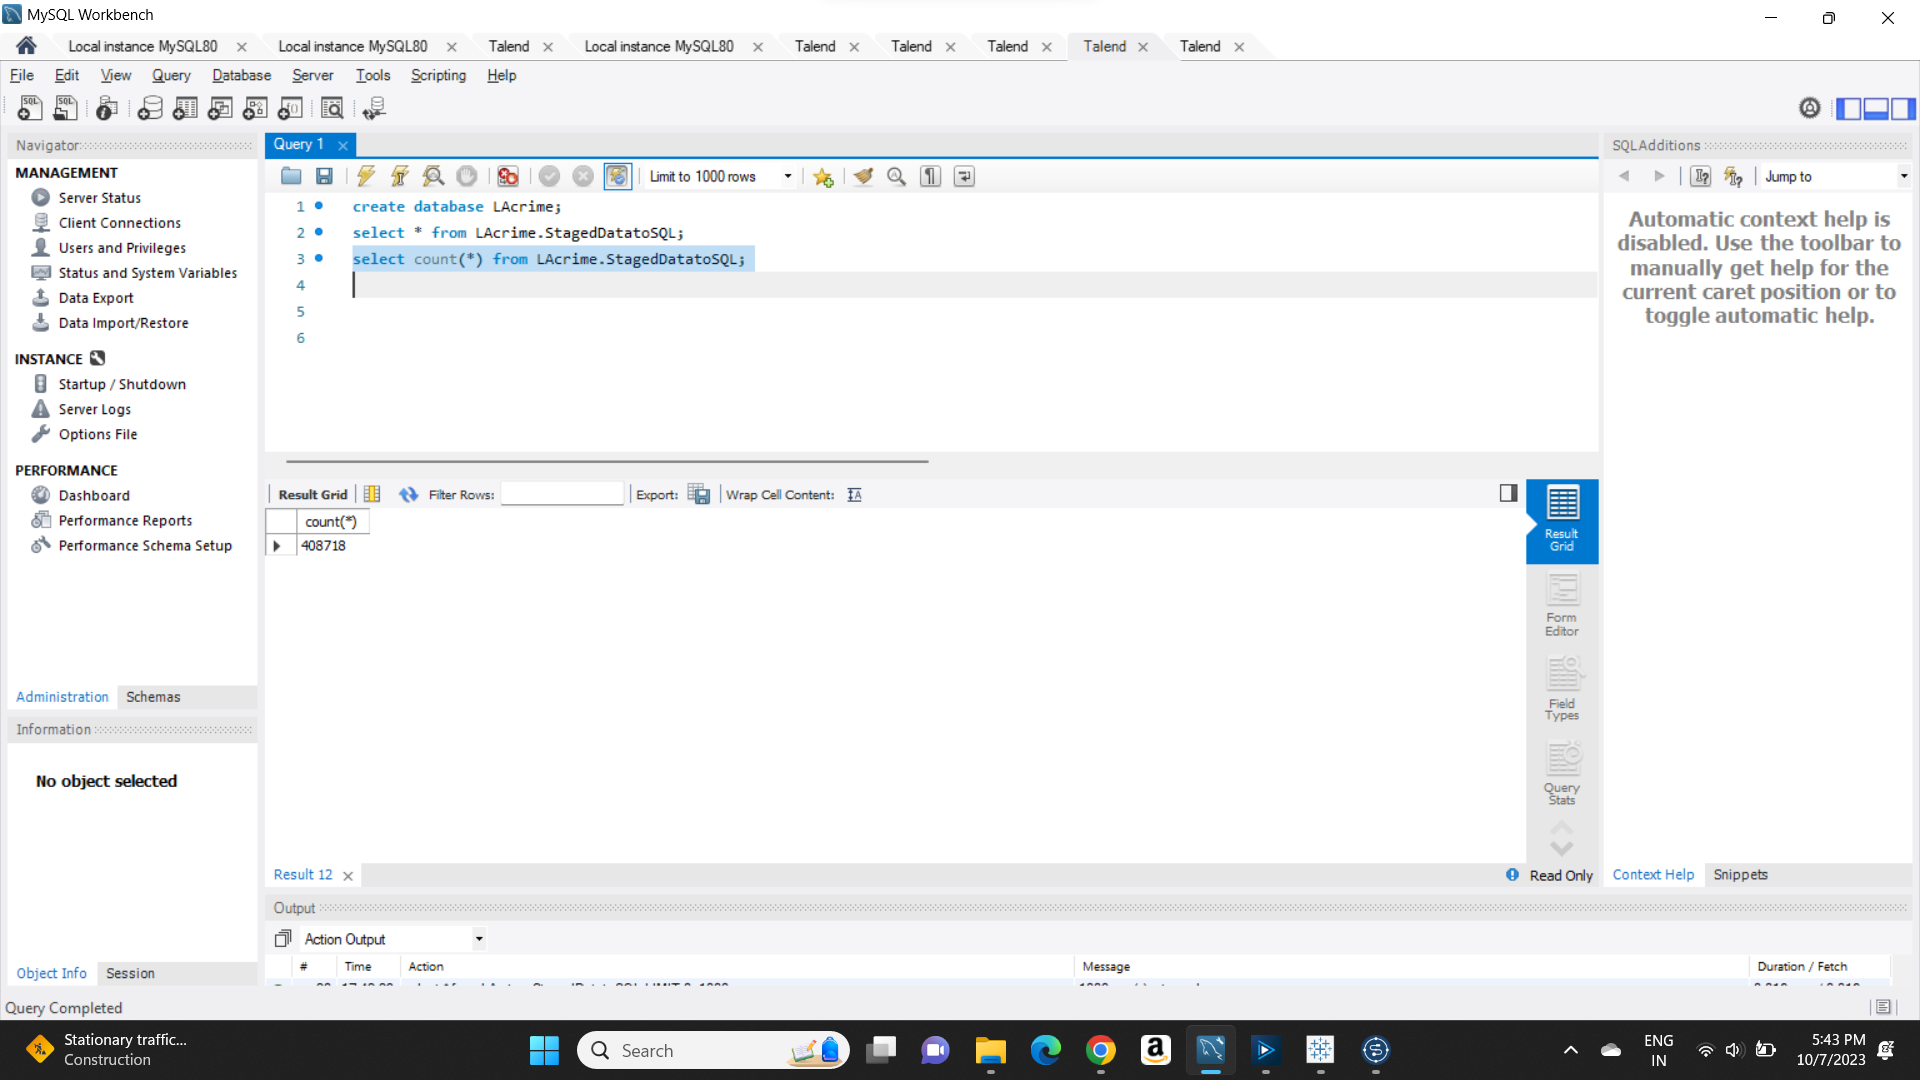 MySQL Workbench
Local instance MySQL80 Local instance MySQL80 Talend Local instance MySQL80 Talend Talend Talend Talend Talend
File Edit View Query Database Server Tools Scripting Help
Navigator
MANAGEMENT
Server Status
Client Connections
Users and Privileges
Status and System Variables
Data Export
Data Import/Restore
INSTANCE
Startup / Shutdown
Server Logs
Options File
PERFORMANCE
Dashboard
Performance Reports
Performance Schema Setup
Administration Schemas
Information
No object selected
Object Info Session
Query 1
Limit to 1000 rows
1 create database LAcrime;
2 select * from LAcrime.StagedDatatoSQL;
3 select count(*) from LAcrime.StagedDatatoSQL;
4
5
6
Result Grid Filter Rows: Export: Wrap Cell Content:
count(*)
408718
Result Grid
Form Editor
Field Types
Query Stats
Result 12 Read Only
SQLAdditions
Jump to
Automatic context help is
disabled. Use the toolbar to
manually get help for the
current caret position or to
toggle automatic help.
Context Help Snippets
Output
Action Output
# Time Action Message Duration / Fetch
Query Completed
Stationary traffic...
Construction
Search
ENG
IN
5:43 PM
10/7/2023